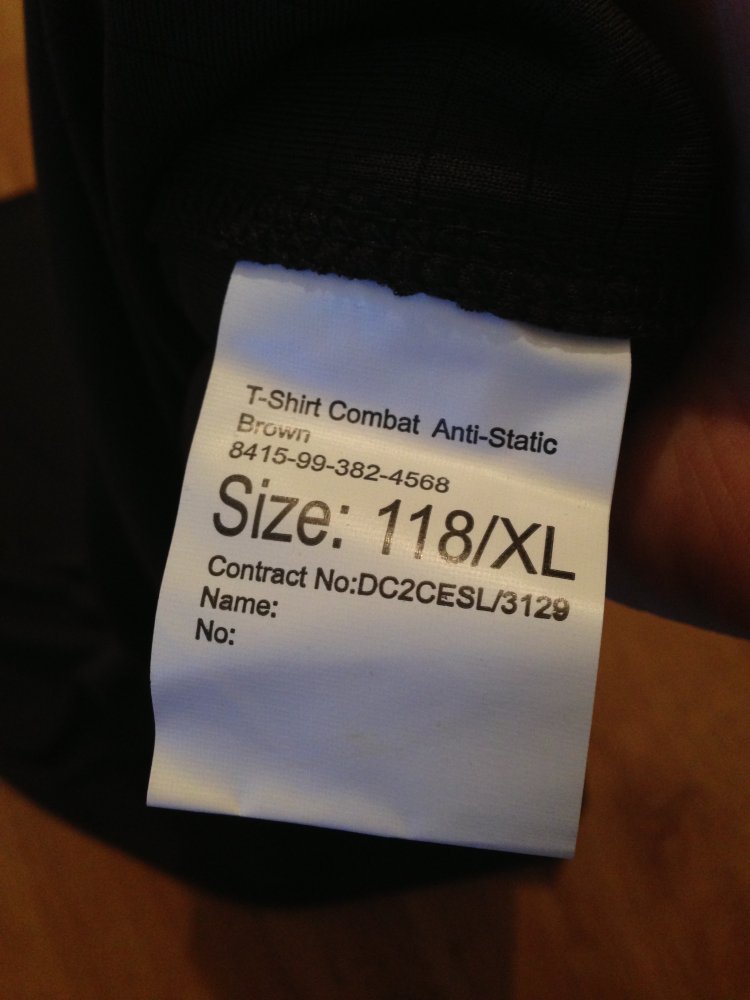 T-Shirt Combat Anti-Static
Brown
8415-99-382-4568
Size: 118/XL
Contract No:DC2CESL/3129
Name:
No: